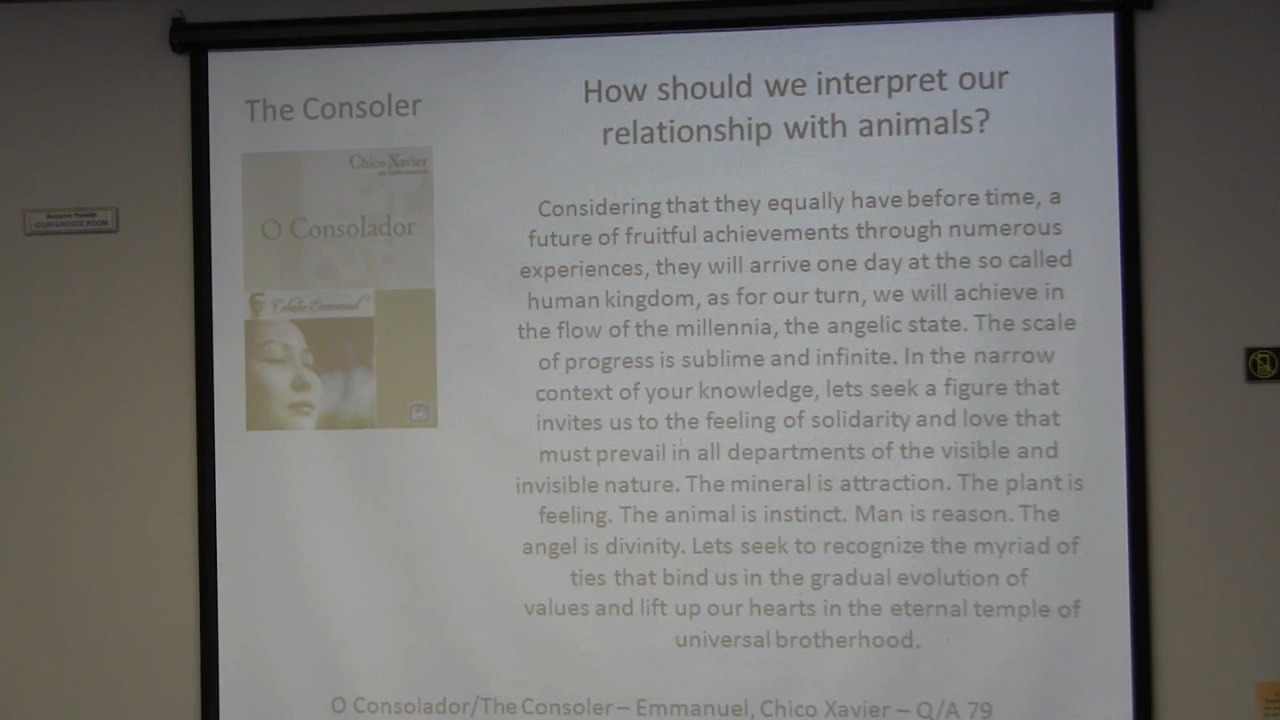 The Consoler
Chico Xavier
O Consolador
Coleção Emmanuel
How should we interpret our
relationship with animals?
Considering that they equally have before time, a
future of fruitful achievements through numerous
experiences, they will arrive one day at the so called
human kingdom, as for our turn, we will achieve in
the flow of the millennia, the angelic state. The scale
of progress is sublime and infinite. In the narrow
context of your knowledge, lets seek a figure that
invites us to the feeling of solidarity and love that
must prevail in all departments of the visible and
invisible nature. The mineral is attraction. The plant is
feeling. The animal is instinct. Man is reason. The
angel is divinity. Lets seek to recognize the myriad of
ties that bind us in the gradual evolution of
values and lift up our hearts in the eternal temple of
universal brotherhood.
O Consolador/The Consoler – Emmanuel, Chico Xavier – Q/A 79
CONFERENCE ROOM